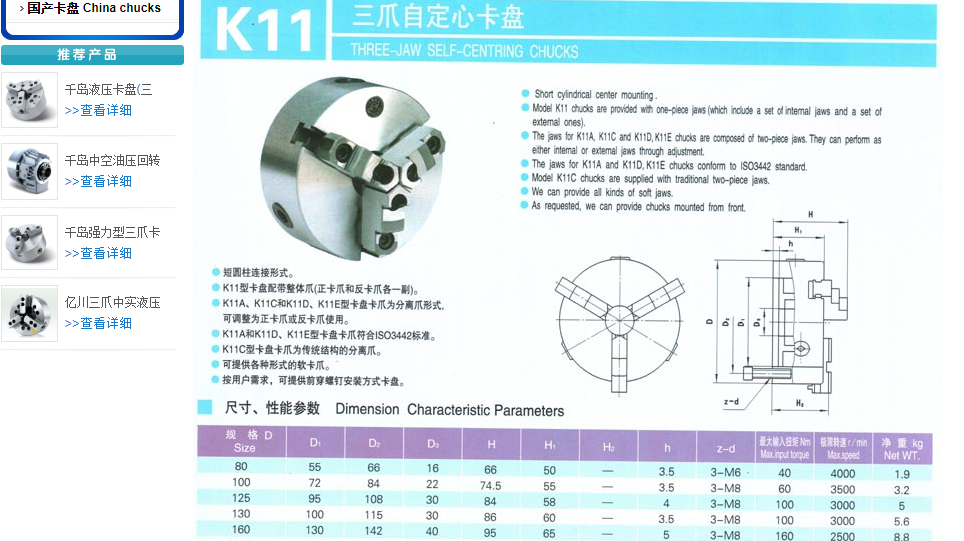 › 国产卡盘 China chucks
推荐产品
千岛液压卡盘(三
>>查看详细
千岛中空油压回转
>>查看详细
千岛强力型三爪卡
>>查看详细
亿川三爪中实液压
>>查看详细
K11
三爪自定心卡盘
THREE-JAW SELF-CENTRING CHUCKS
Short cylindrical center mounting.
Model K11 chucks are provided with one-piece jaws (which include a set of internal jaws and a set of
external ones).
The jaws for K11A, K11C and K11D, K11E chucks are composed of two-piece jaws. They can perform as
either internal or external jaws through adjustment.
The jaws for K11A and K11D, K11E chucks conform to ISO3442 standard.
Model K11C chucks are supplied with traditional two-piece jaws.
We can provide all kinds of soft jaws.
As requested, we can provide chucks mounted from front.
短圆柱连接形式。
K11型卡盘配带整体爪(正卡爪和反卡爪各一副)。
K11A、K11C和K11D、K11E型卡盘卡爪为分离爪形式,
可调整为正卡爪或反卡爪使用。
K11A和K11D、K11E型卡盘卡爪符合ISO3442标准。
K11C型卡盘卡爪为传统结构的分离爪。
可提供各种形式的软卡爪。
按用户需求,可提供前穿螺钉安装方式卡盘。
H
H₁
h
D D₂ D₁ D₃
z-d
H₂
尺寸、性能参数 Dimension Characteristic Parameters
规 格 D Size D₁ D₂ D₃ H H₁ H₂ h z-d 最大输入扭矩 Nm Max.input torque 极限转速 r/min Max.speed 净 重 kg Net WT.
80 55 66 16 66 50 — 3.5 3-M6 40 4000 1.9
100 72 84 22 74.5 55 — 3.5 3-M8 60 3500 3.2
125 95 108 30 84 58 — 4 3-M8 100 3000 5
130 100 115 30 86 60 — 3.5 3-M8 100 3000 5.6
160 130 142 40 95 65 — 5 3-M8 160 2500 8.8